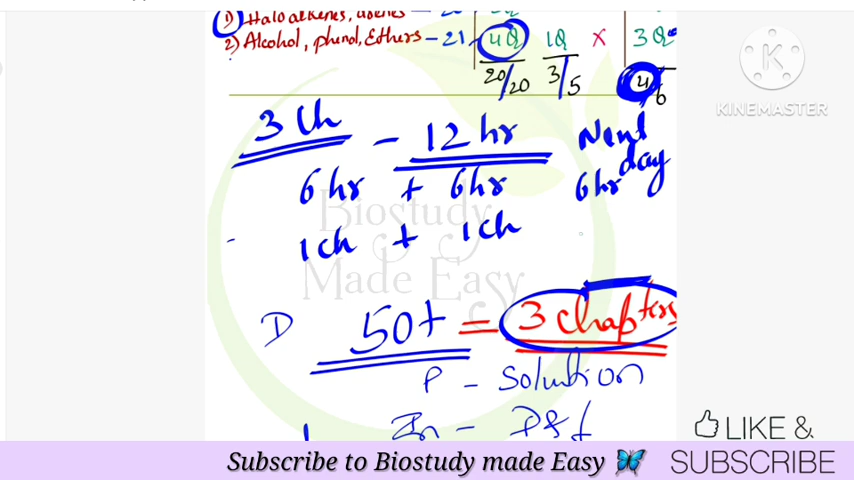 1) Haloalkenes, arenes -
2) Alcohol, phenol, Ethers - 21 4Q 1Q X 3Q
20/20 3/5 4/6
KINEMASTER
3 Ch - 12 hr Next
day
6 hr + 6 hr 6 hr
Biostudy
1 ch + 1 ch
Made Easy
D 50+ = 3 chapters
P - Solution
In - D&f
LIKE &
Subscribe to Biostudy made Easy SUBSCRIBE